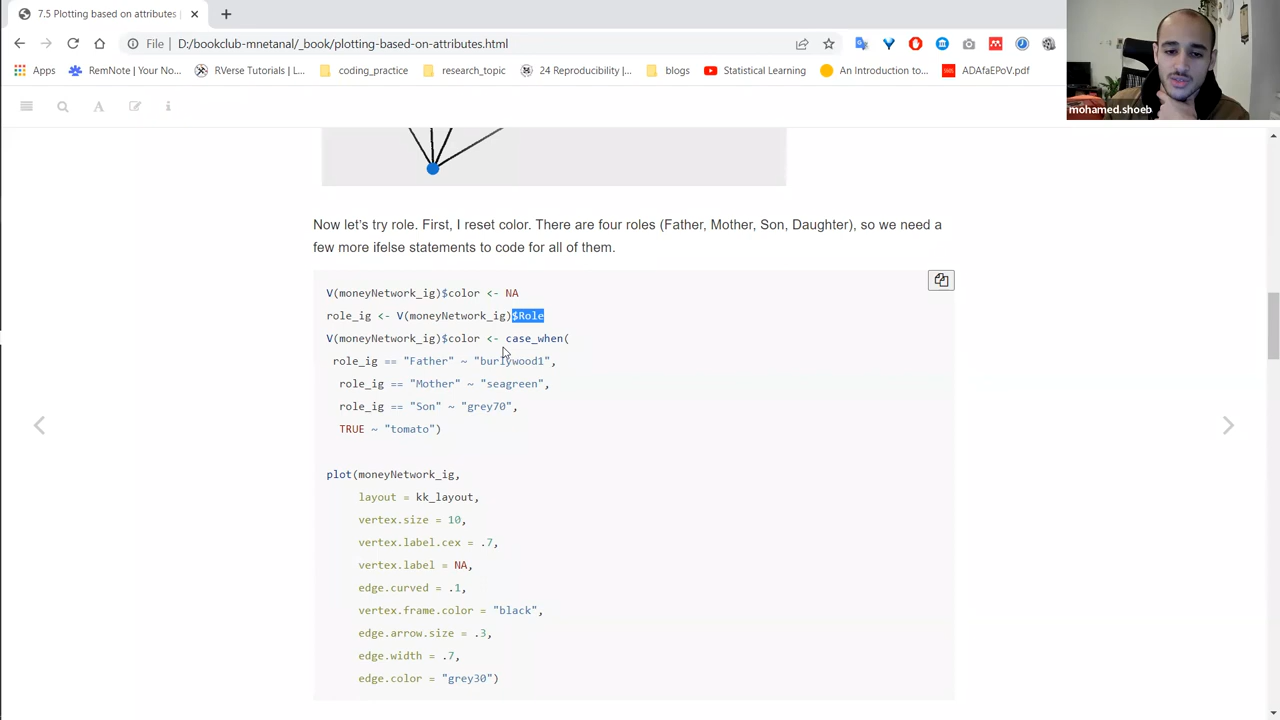 7.5 Plotting based on attributes |
File | D:/bookclubmnetanal/_book/plotting-based-on-attributes.html
Apps
RemNote | Your No...
RVerse Tutorials | L...
coding_practice
research_topic
24 Reproducibility |...
blogs
Statistical Learning
An Introduction to...
ADAfaEPoV.pdf
mohamed.shoeb
Now let's try role. First, I reset color. There are four roles (Father, Mother, Son, Daughter), so we need a
few more ifelse statements to code for all of them.
V(moneyNetwork_ig)$color <- NA
role_ig <- V(moneyNetwork_ig)$Role
V(moneyNetwork_ig)$color <- case_when(
role_ig == "Father" ~ "burlywood1",
role_ig == "Mother" ~ "seagreen",
role_ig == "Son" ~ "grey70",
TRUE ~ "tomato")
plot(moneyNetwork_ig,
layout = kk_layout,
vertex.size = 10,
vertex.label.cex = .7,
vertex.label = NA,
edge.curved = .1,
vertex.frame.color = "black",
edge.arrow.size = .3,
edge.width = .7,
edge.color = "grey30")